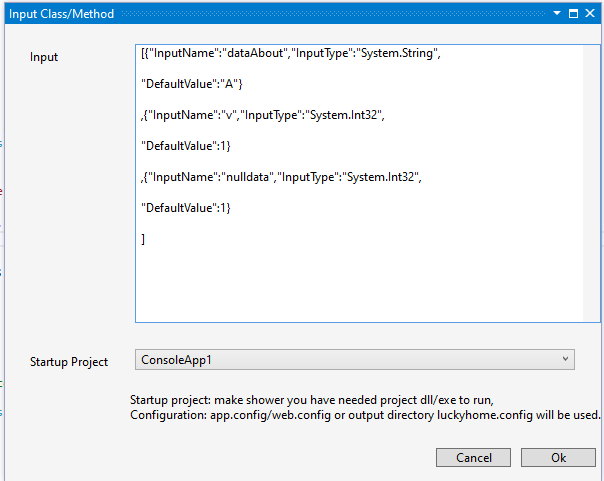 Input Class/Method
Input
[{"InputName":"dataAbout","InputType":"System.String",
"DefaultValue":"A"}
,{"InputName":"v","InputType":"System.Int32",
"DefaultValue":1}
,{"InputName":"nulldata","InputType":"System.Int32",
"DefaultValue":1}
]
Startup Project
ConsoleApp1
Startup project: make shower you have needed project dll/exe to run,
Configuration: app.config/web.config or output directory luckyhome.config will be used.
Cancel
Ok